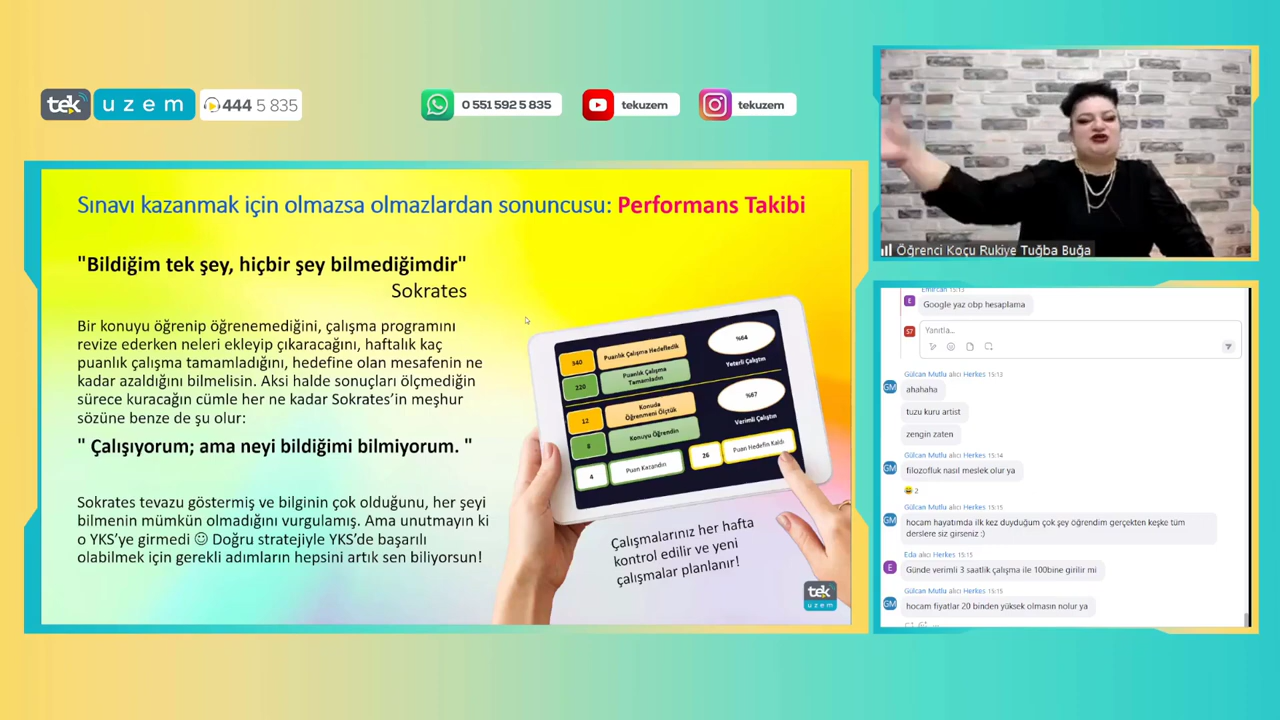 tek
uzem
444 5 835
0 551 592 5 835
tekuzem
tekuzem
Sınavı kazanmak için olmazsa olmazlardan sonuncusu: Performans Takibi
"Bildiğim tek şey, hiçbir şey bilmediğimdir"
Sokrates
Bir konuyu öğrenip öğrenemediğini, çalışma programını
revize ederken neleri ekleyip çıkaracağını, haftalık kaç
puanlık çalışma tamamladığını, hedefine olan mesafenin ne
kadar azaldığını bilmelisin. Aksi halde sonuçları ölçmediğin
sürece kuracağın cümle her ne kadar Sokrates'in meşhur
sözüne benze de şu olur:
" Çalışıyorum; ama neyi bildiğimi bilmiyorum. "
Sokrates tevazu göstermiş ve bilginin çok olduğunu, her şeyi
bilmenin mümkün olmadığını vurgulamış. Ama unutmayın ki
o YKS'ye girmedi ☺ Doğru stratejiyle YKS'de başarılı
olabilmek için gerekli adımların hepsini artık sen biliyorsun!
340
Puanlık Çalışma Hedefledik
%64
220
Puanlık Çalışma
Tamamladın
Yeterli Çalıştın
12
Konuda
Öğrenmeni Ölçtük
%67
8
Konuyu Öğrendin
Verimli Çalıştın
4
Puan Kazandın
26
Puan Hedefin Kaldı
Çalışmalarınız her hafta
kontrol edilir ve yeni
çalışmalar planlanır!
tek
uzem
Öğrenci Koçu Rukiye Tuğba Buğa
Emircan 15:13
E
Google yaz obp hesaplama
Yanıtla...
Gülcan Mutlu alıcı Herkes 15:13
GM
ahahaha
tuzu kuru artist
zengin zaten
Gülcan Mutlu alıcı Herkes 15:14
GM
filozofluk nasıl meslek olur ya
😄 2
Gülcan Mutlu alıcı Herkes 15:15
GM
hocam hayatımda ilk kez duyduğum çok şey öğrendim gerçekten keşke tüm
derslere siz girseniz :)
Eda alıcı Herkes 15:15
E
Günde verimli 3 saatlik çalışma ile 100bine girilir mi
Gülcan Mutlu alıcı Herkes 15:15
GM
hocam fiyatlar 20 binden yüksek olmasın nolur ya